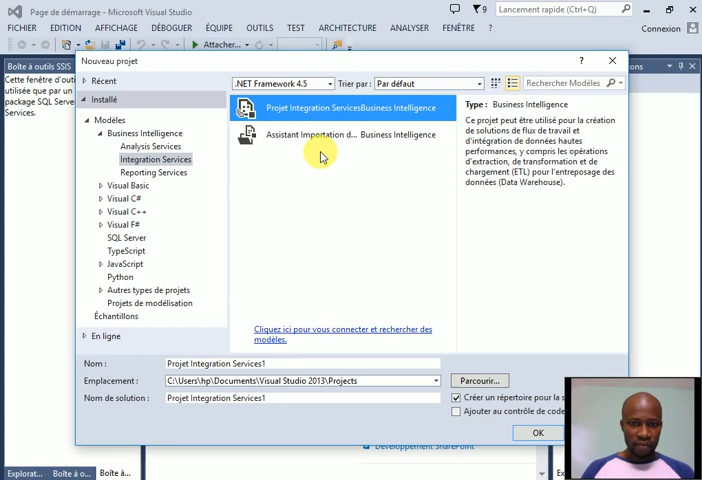 Page de démarrage - Microsoft Visual Studio
9
Lancement rapide (Ctrl+Q)
FICHIER EDITION AFFICHAGE DÉBOGUER ÉQUIPE OUTILS TEST ARCHITECTURE ANALYSER FENÊTRE ?
Connexion
Attacher...
Boîte à outils SSIS
Cette fenêtre d'outi
utilisée que par un
package SQL Server
Services.
ons
Nouveau projet
?
Récent
.NET Framework 4.5
Trier par :
Par défaut
Rechercher Modèles
Installé
Modèles
Business Intelligence
Analysis Services
Integration Services
Reporting Services
Visual Basic
Visual C#
Visual C++
Visual F#
SQL Server
TypeScript
JavaScript
Python
Autres types de projets
Projets de modélisation
Échantillons
En ligne
Projet Integration ServicesBusiness Intelligence
Assistant Importation d... Business Intelligence
Cliquez ici pour vous connecter et rechercher des
modèles.
Type : Business Intelligence
Ce projet peut être utilisé pour la création
de solutions de flux de travail et
d'intégration de données hautes
performances, y compris les opérations
d'extraction, de transformation et de
chargement (ETL) pour l'entreposage des
données (Data Warehouse).
Nom :
Projet Integration Services1
Emplacement :
C:\Users\hp\Documents\Visual Studio 2013\Projects
Parcourir...
Nom de solution :
Projet Integration Services1
Créer un répertoire pour la s
Ajouter au contrôle de code
OK
Développement SharePoint
Explorat...
Boîte à o...
Boîte à...
Ex